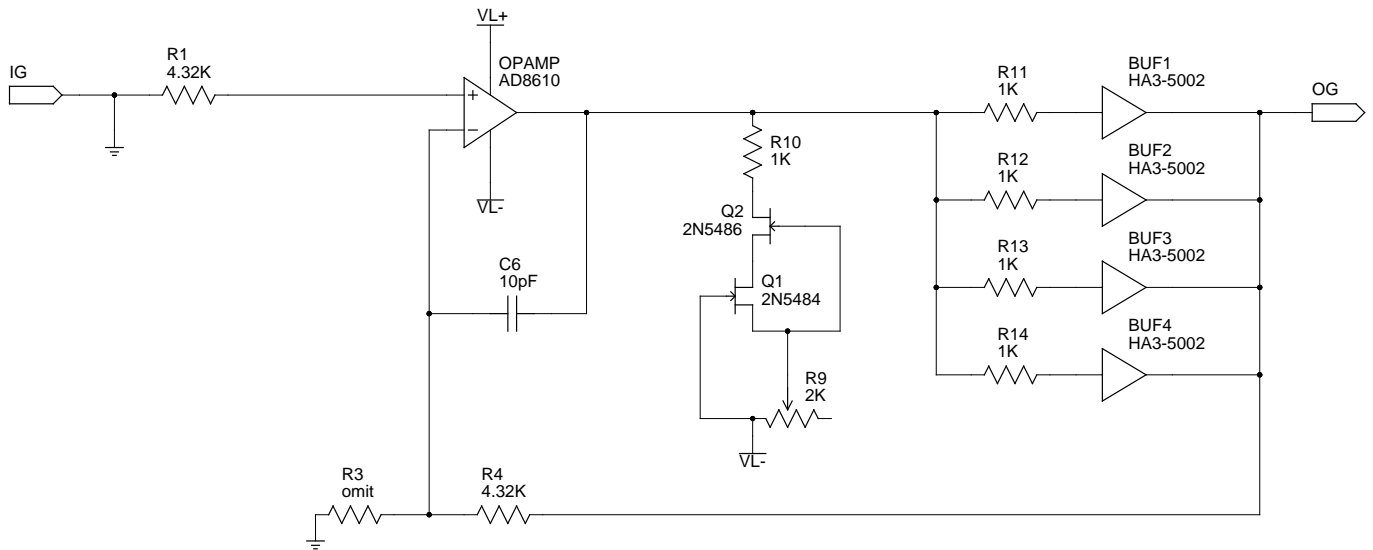 VL+
IG
R1
4.32K
OPAMP
AD8610
+
−
VL-
R10
1K
Q2
2N5486
Q1
2N5484
C6
10pF
R9
2K
VL-
R3
omit
R4
4.32K
R11
1K
BUF1
HA3-5002
OG
R12
1K
BUF2
HA3-5002
R13
1K
BUF3
HA3-5002
R14
1K
BUF4
HA3-5002